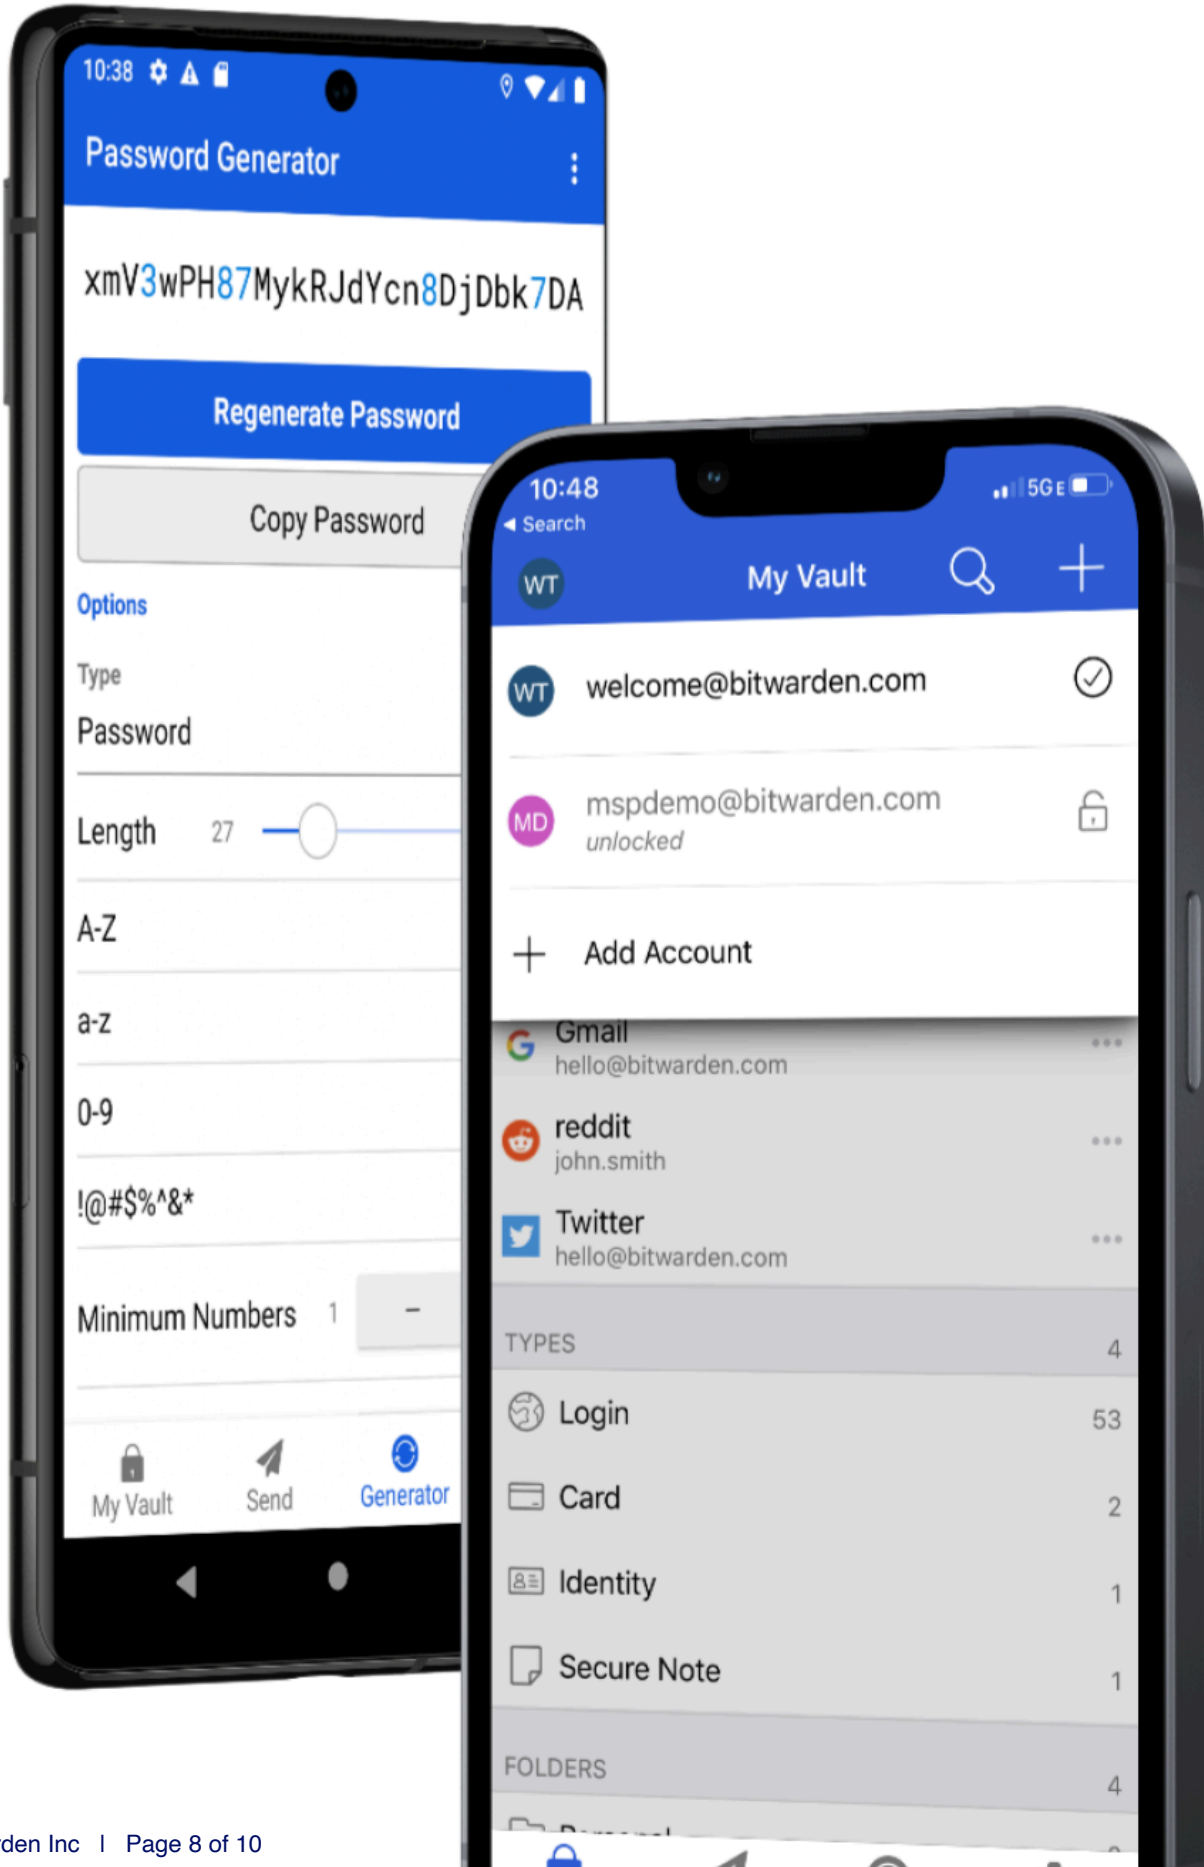 10:38
Password Generator
xmV3wPH87MykRJdYcn8DjDbk7DA
Regenerate Password
Copy Password
Options
Type
Password
Length 27
A-Z
a-z
0-9
!@#$%^&*
Minimum Numbers 1 −
My Vault Send Generator
10:48 5G E
Search
WT My Vault
WT welcome@bitwarden.com
MD mspdemo@bitwarden.com
unlocked
Add Account
Gmail
hello@bitwarden.com
reddit
john.smith
Twitter
hello@bitwarden.com
TYPES 4
Login 53
Card 2
Identity 1
Secure Note 1
FOLDERS 4
Inc | Page 8 of 10